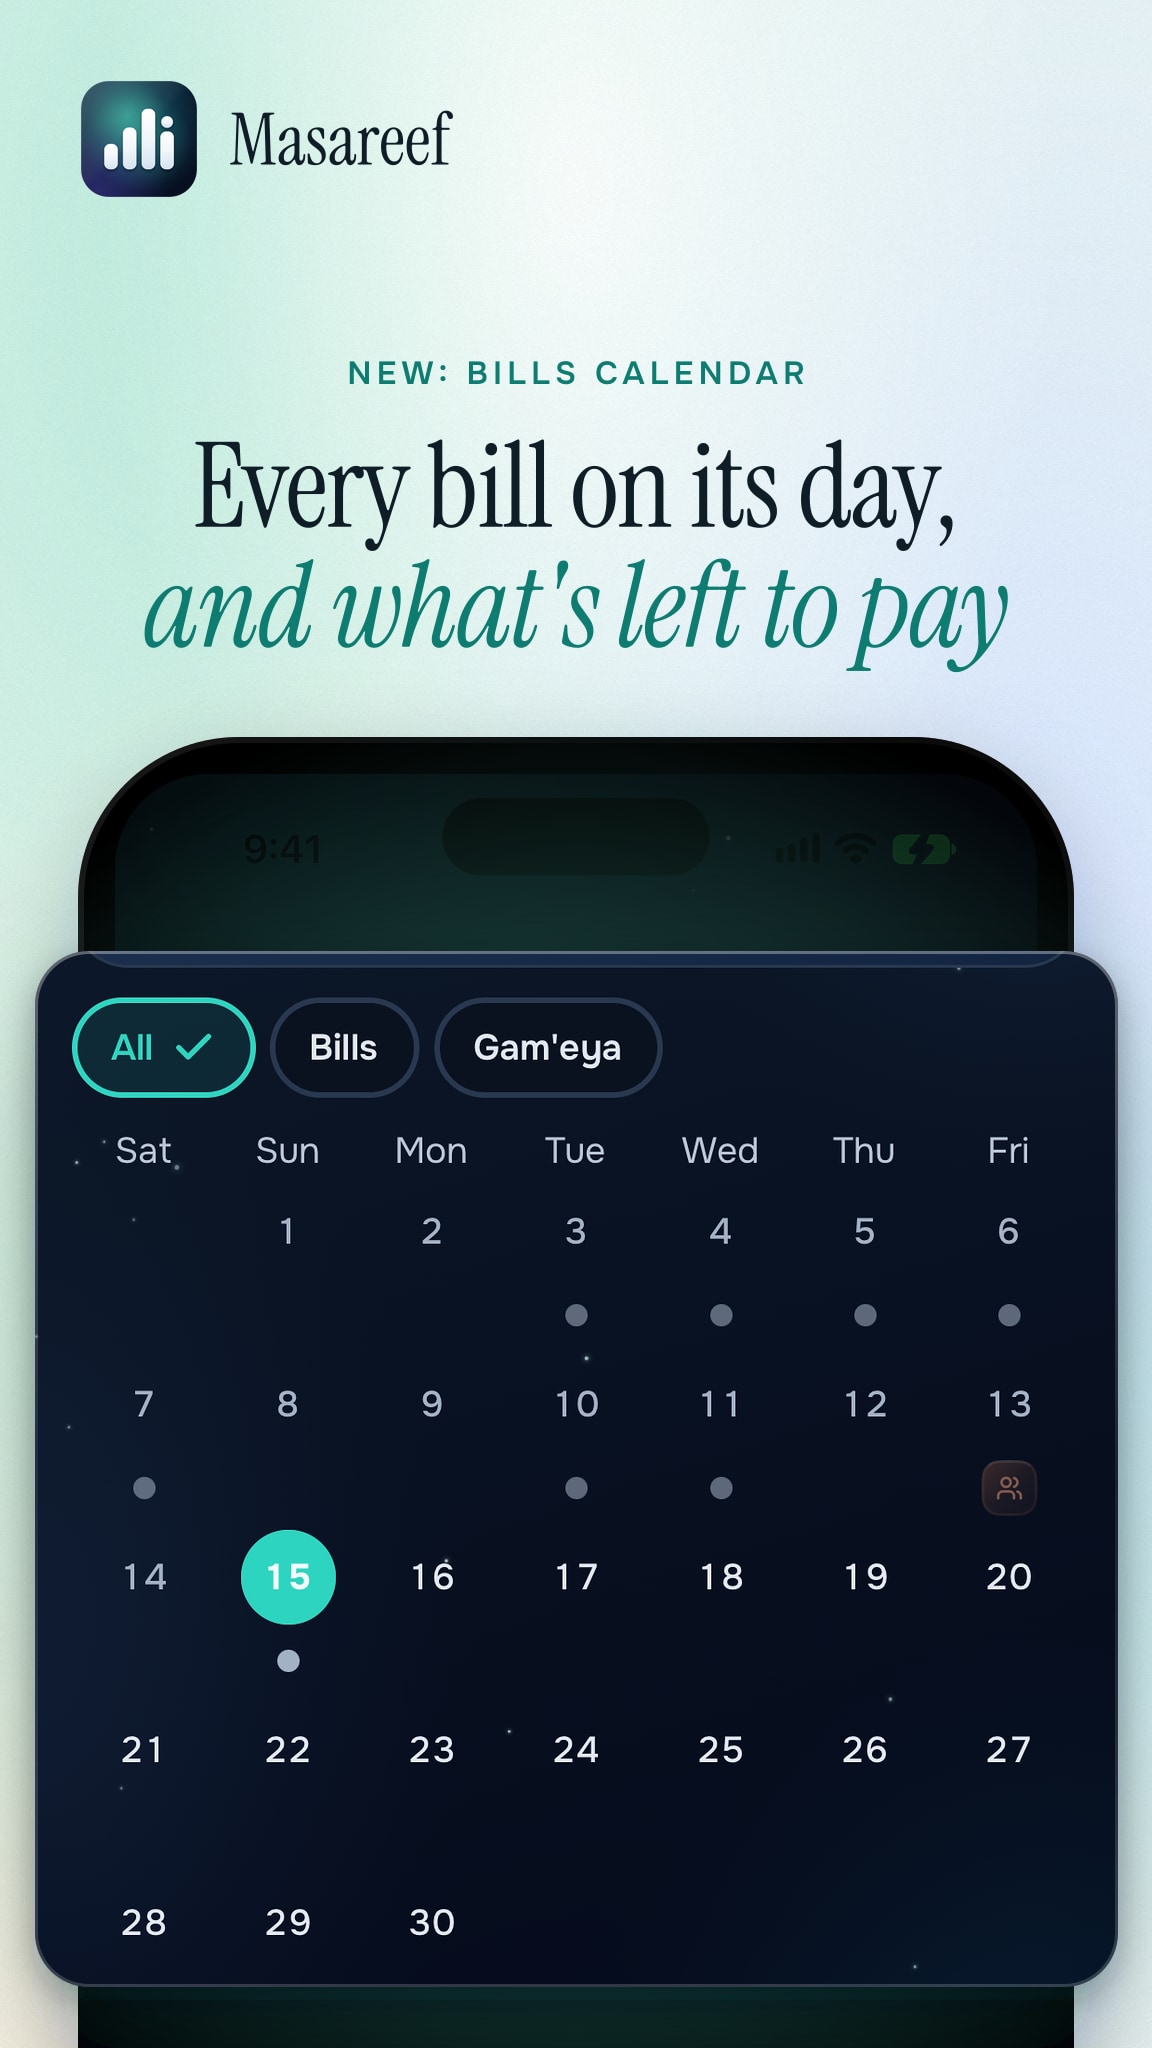 Masareef
NEW: BILLS CALENDAR
Every bill on its day,
and what's left to pay
9:41
All Bills Gam'eya
Sat Sun Mon Tue Wed Thu Fri
1 2 3 4 5 6
7 8 9 10 11 12 13
14 15 16 17 18 19 20
21 22 23 24 25 26 27
28 29 30